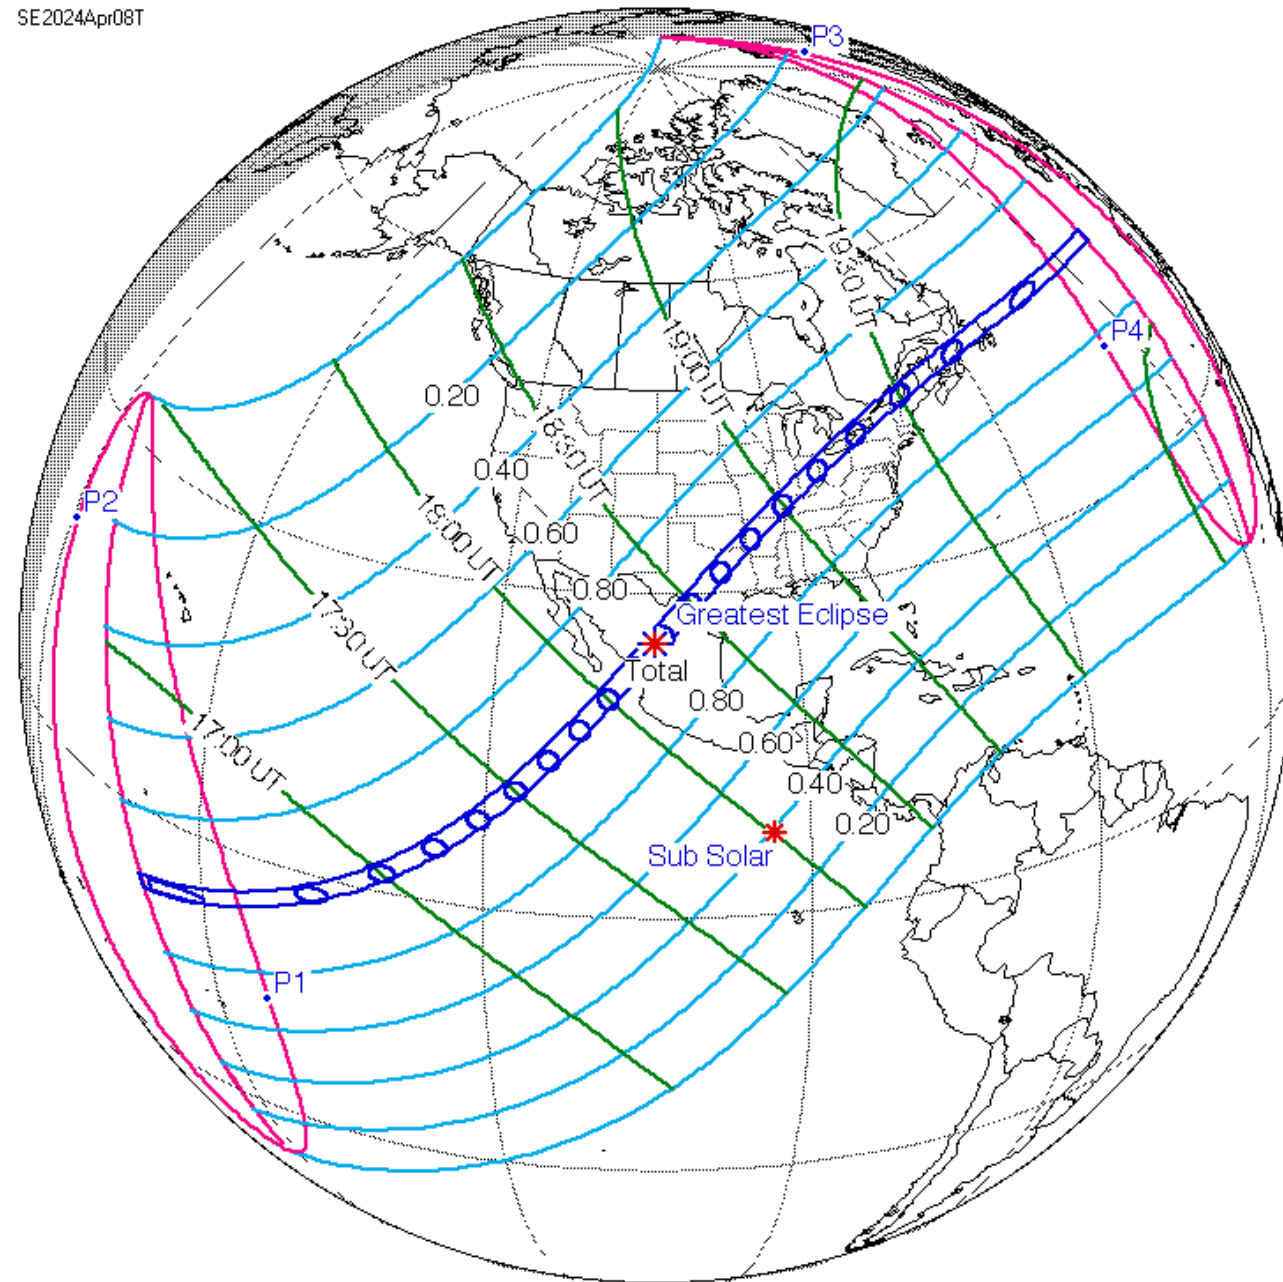 SE2024Apr08T
P3
19:30 UT
P4
19:00 UT
0.20
18:30 UT
0.40
P2
18:00 UT
0.60
0.80
17:30 UT
Greatest Eclipse
Total
0.80
17:00 UT
0.60
0.40
0.20
Sub Solar
P1